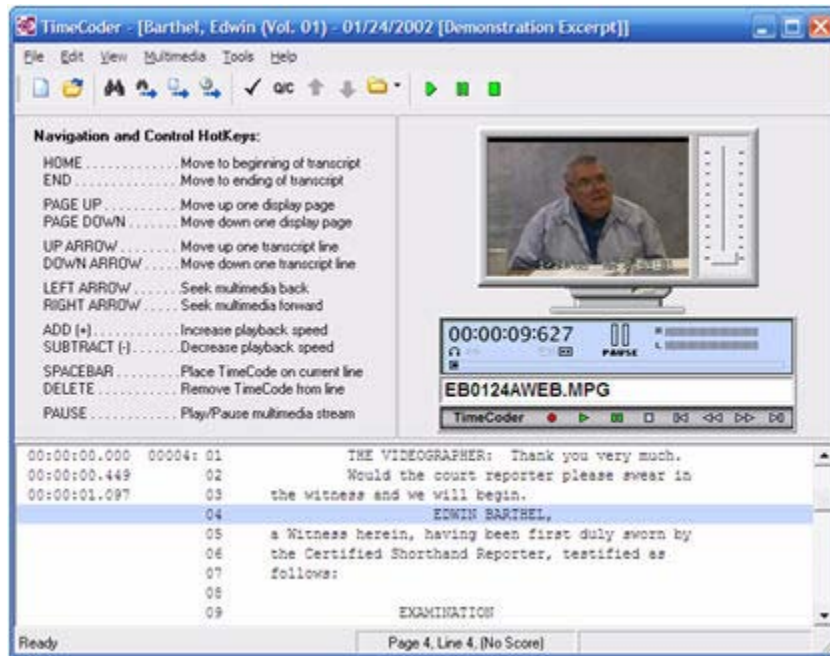 TimeCoder - [Barthel, Edwin (Vol. 01) - 01/24/2002 [Demonstration Excerpt]]
File Edit View Multimedia Tools Help
Q/C
Navigation and Control HotKeys:
HOME . . . . . . . . . . . . Move to beginning of transcript
END . . . . . . . . . . . . . Move to ending of transcript
PAGE UP . . . . . . . . . . Move up one display page
PAGE DOWN . . . . . . . Move down one display page
UP ARROW . . . . . . . . Move up one transcript line
DOWN ARROW . . . . . Move down one transcript line
LEFT ARROW . . . . . . Seek multimedia back
RIGHT ARROW . . . . . Seek multimedia forward
ADD (+) . . . . . . . . . . . Increase playback speed
SUBTRACT (-) . . . . . . Decrease playback speed
SPACEBAR . . . . . . . . Place TimeCode on current line
DELETE . . . . . . . . . . . Remove TimeCode from line
PAUSE . . . . . . . . . . . . Play/Pause multimedia stream
00:00:09:627
PAUSE
R
L
EB0124AWEB.MPG
TimeCoder
00:00:00.000 00004: 01 THE VIDEOGRAPHER: Thank you very much.
00:00:00.449 02 Would the court reporter please swear in
00:00:01.097 03 the witness and we will begin.
04 EDWIN BARTHEL,
05 a Witness herein, having been first duly sworn by
06 the Certified Shorthand Reporter, testified as
07 follows:
08
09 EXAMINATION
Ready Page 4, Line 4, (No Score)